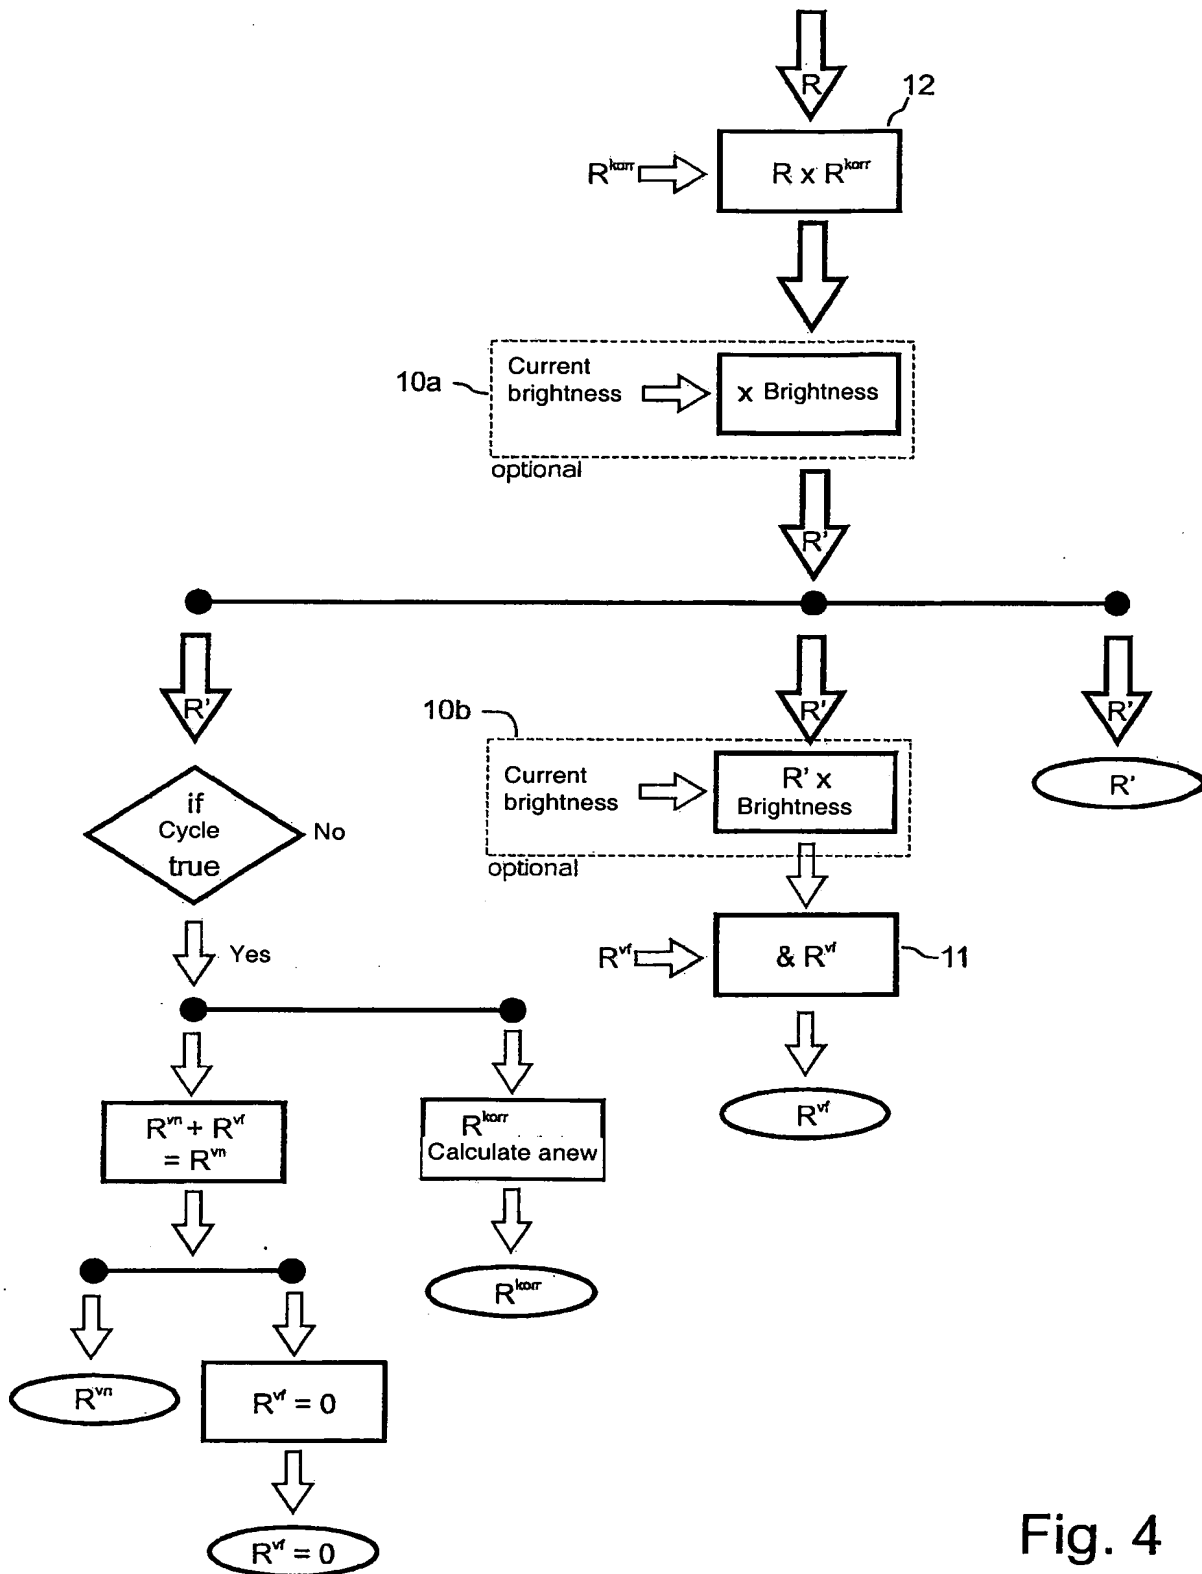 R
12
R^korr
R x R^korr
10a
Current
brightness
x Brightness
optional
R'
R'
R'
R'
10b
if
Cycle
true
No
Current
brightness
R' x
Brightness
R'
optional
Yes
R^vf
& R^vf
11
R^vn + R^vf
= R^vn
R^korr
Calculate anew
R^vf
R^korr
R^vn
R^vf = 0
R^vf = 0
Fig. 4